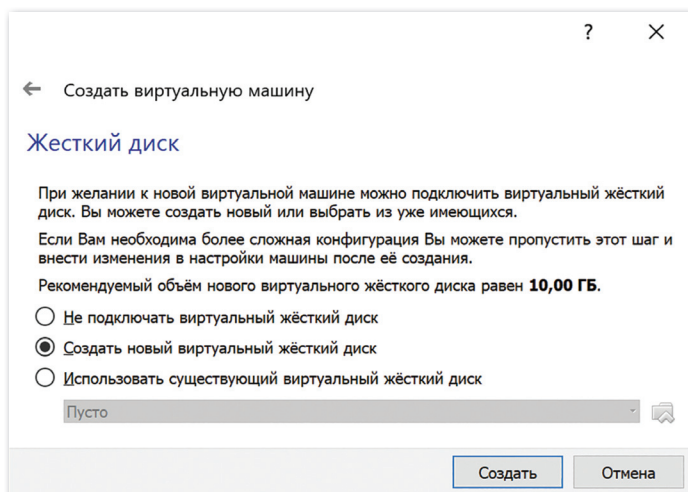 ?
Создать виртуальную машину
Жесткий диск
При желании к новой виртуальной машине можно подключить виртуальный жёсткий
диск. Вы можете создать новый или выбрать из уже имеющихся.
Если Вам необходима более сложная конфигурация Вы можете пропустить этот шаг и
внести изменения в настройки машины после её создания.
Рекомендуемый объём нового виртуального жёсткого диска равен 10,00 ГБ.
Не подключать виртуальный жёсткий диск
Создать новый виртуальный жёсткий диск
Использовать существующий виртуальный жёсткий диск
Пусто
Создать Отмена